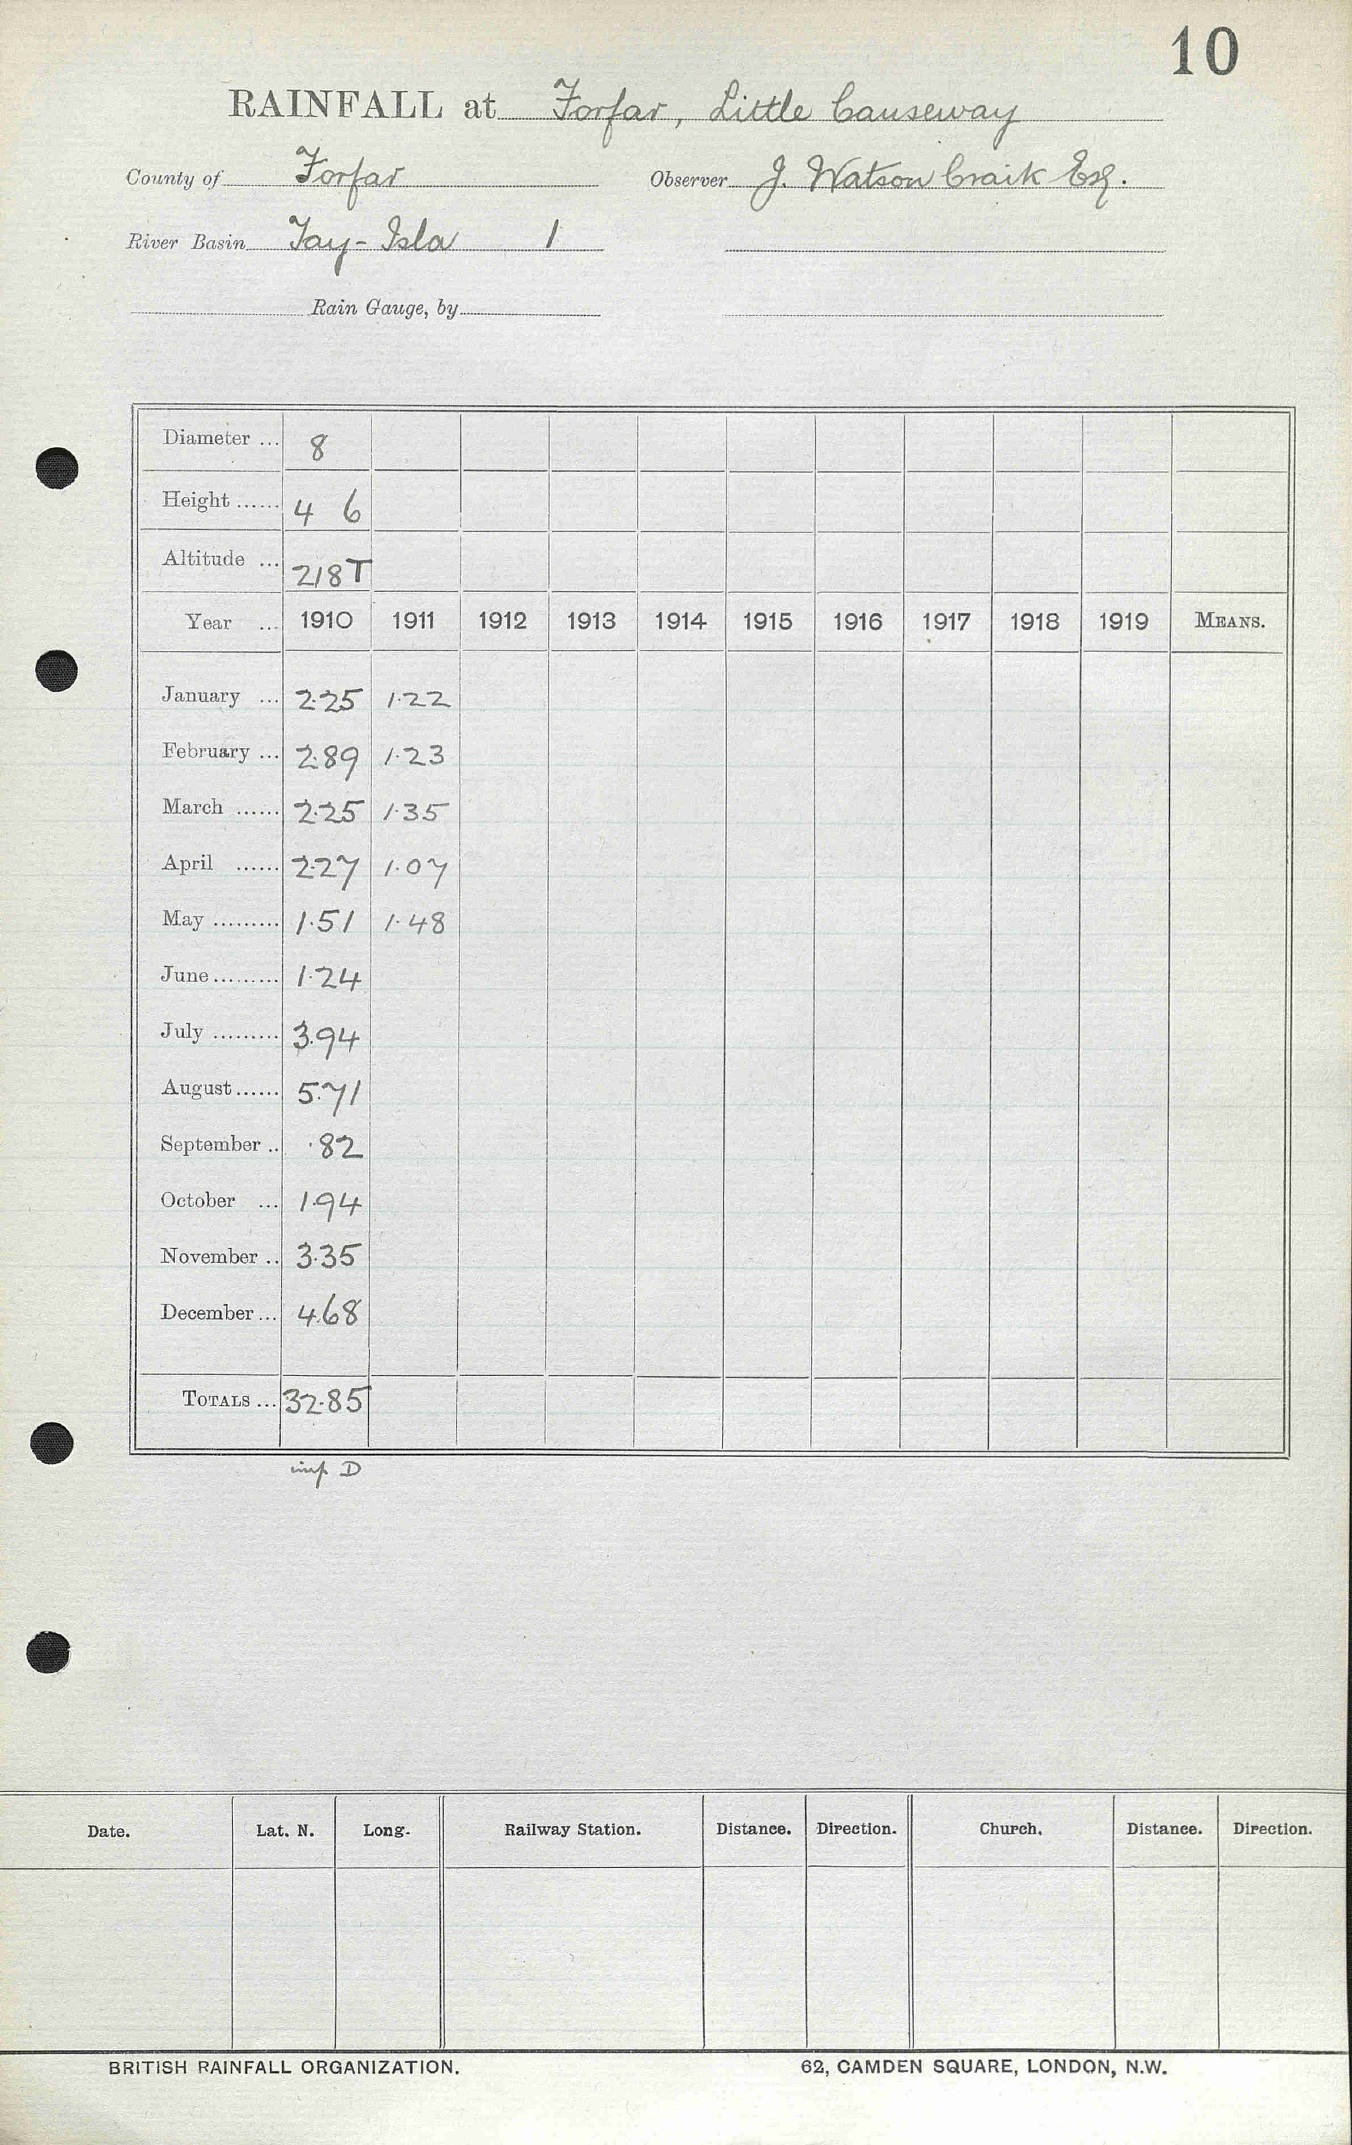 10
RAINFALL at Forfar, Little Causeway
County of Forfar Observer J. Watson Craik Esq.
River Basin Tay - Isla 1
Rain Gauge, by
Diameter ... 8
Height ...... 4 6
Altitude ... 218T
Year ... 1910 1911 1912 1913 1914 1915 1916 1917 1918 1919 MEANS.
January ... 2.25 1.22
February ... 2.89 1.23
March ...... 2.25 1.35
April ...... 2.27 1.07
May ......... 1.51 1.48
June ......... 1.24
July ......... 3.94
August ...... 5.71
September .. .82
October ... 1.94
November .. 3.35
December ... 4.68
TOTALS ... 32.85
inf. D
Date. Lat. N. Long. Railway Station. Distance. Direction. Church. Distance. Direction.
BRITISH RAINFALL ORGANIZATION. 62, CAMDEN SQUARE, LONDON, N.W.